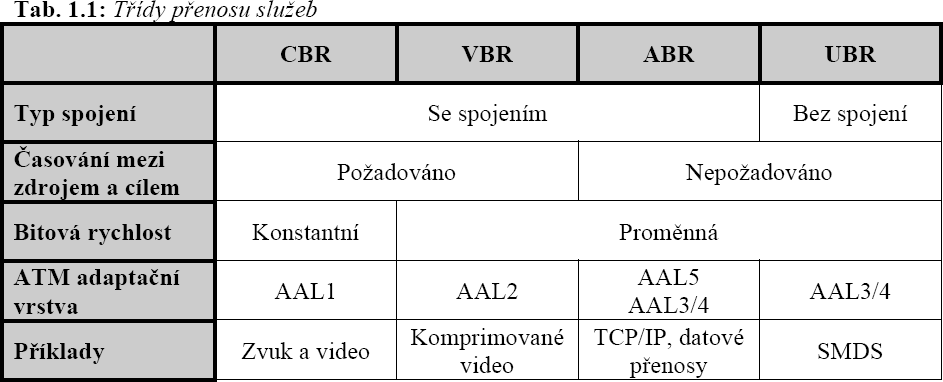 Tab. 1.1: Třídy přenosu služeb
CBR VBR ABR UBR
Typ spojení Se spojením Bez spojení
Časování mezi
zdrojem a cílem Požadováno Nepožadováno
Bitová rychlost Konstantní Proměnná
ATM adaptační
vrstva AAL1 AAL2 AAL5
AAL3/4 AAL3/4
Příklady Zvuk a video Komprimované
video TCP/IP, datové
přenosy SMDS